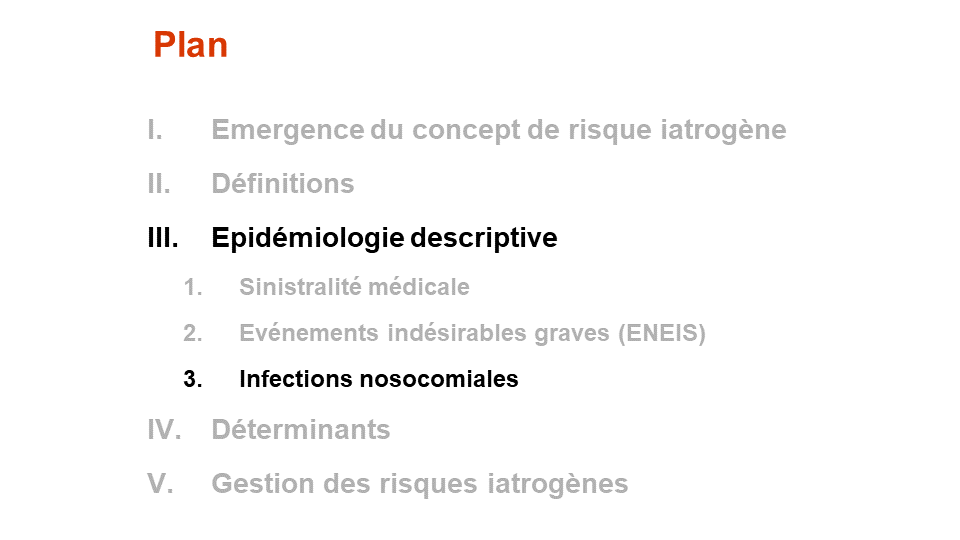 Plan
I. Emergence du concept de risque iatrogène
II. Définitions
III. Epidémiologie descriptive
1. Sinistralité médicale
2. Evénements indésirables graves (ENEIS)
3. Infections nosocomiales
IV. Déterminants
V. Gestion des risques iatrogènes